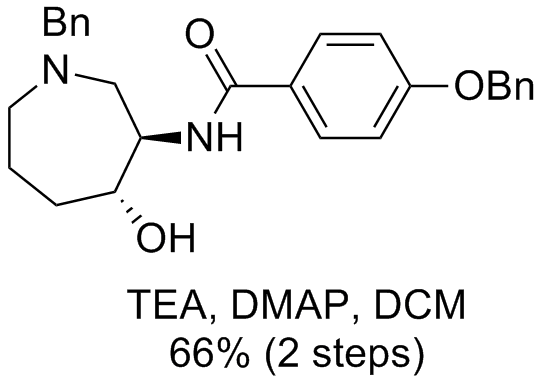 Bn
N
O
NH
OBn
OH
TEA, DMAP, DCM
66% (2 steps)